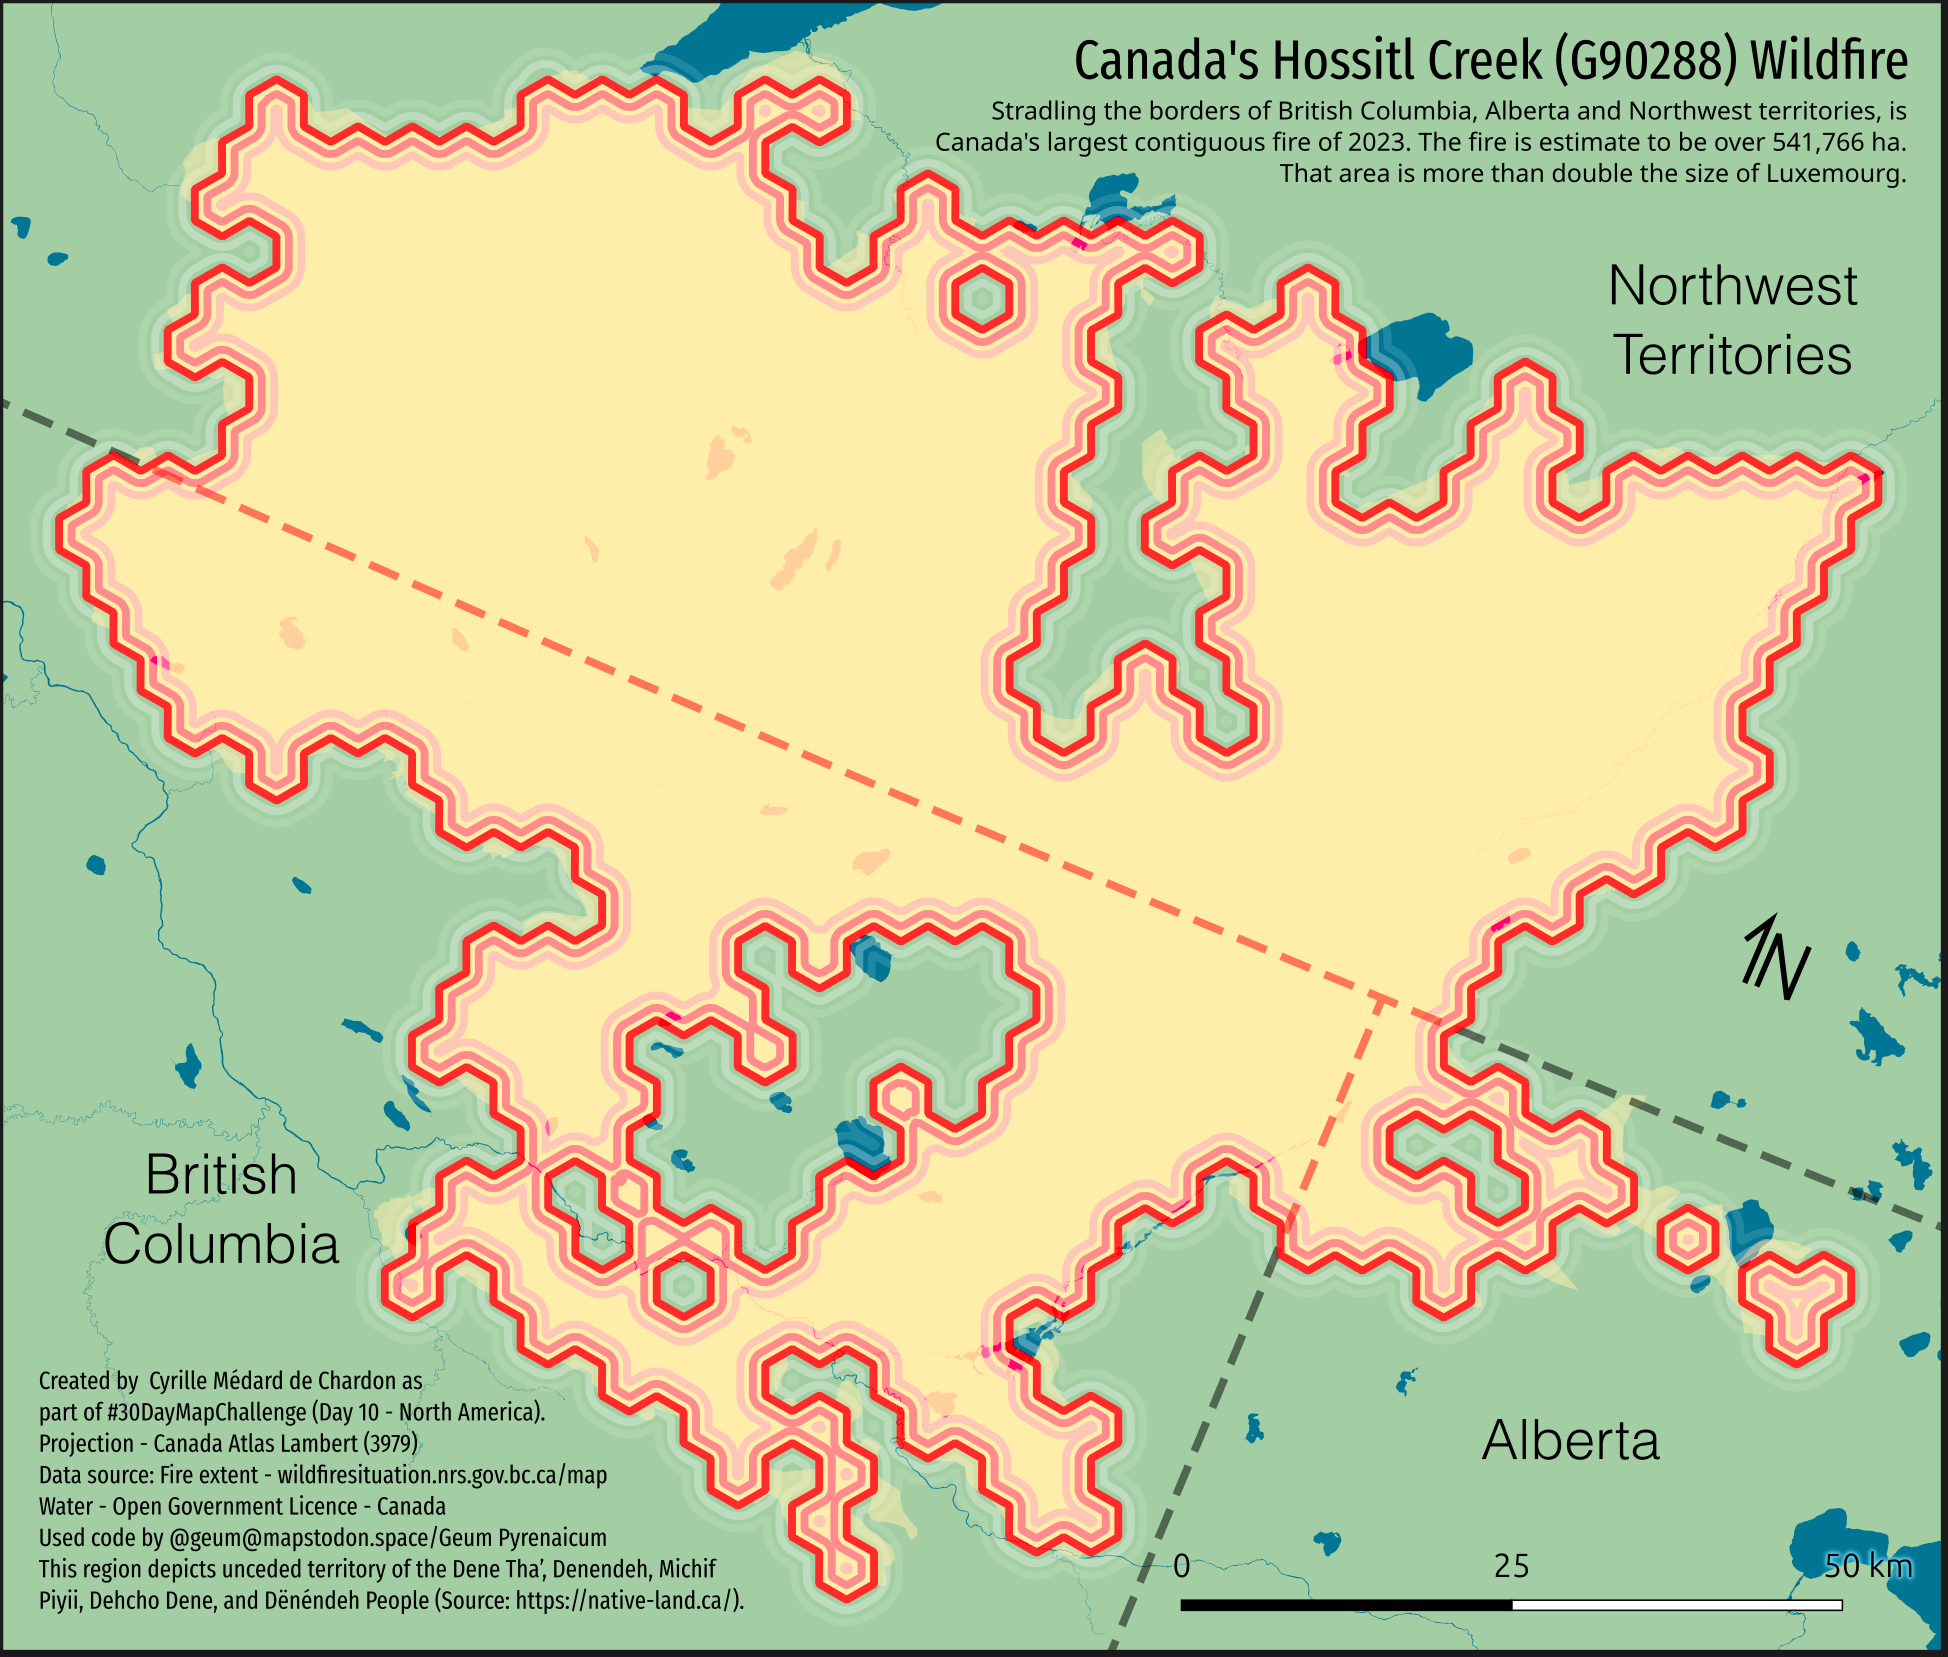 Canada's Hossitl Creek (G90288) Wildfire
Stradling the borders of British Columbia, Alberta and Northwest territories, is
Canada's largest contiguous fire of 2023. The fire is estimate to be over 541,766 ha.
That area is more than double the size of Luxemourg.
Northwest
Territories
N
British
Columbia
Alberta
Created by  Cyrille Médard de Chardon as
part of #30DayMapChallenge (Day 10 - North America).
Projection - Canada Atlas Lambert (3979)
Data source: Fire extent - wildfiresituation.nrs.gov.bc.ca/map
Water - Open Government Licence - Canada
Used code by @geum@mapstodon.space/Geum Pyrenaicum
This region depicts unceded territory of the Dene Tha’, Denendeh, Michif
Piyii, Dehcho Dene, and Dënéndeh People (Source: https://native-land.ca/).
0 25 50 km